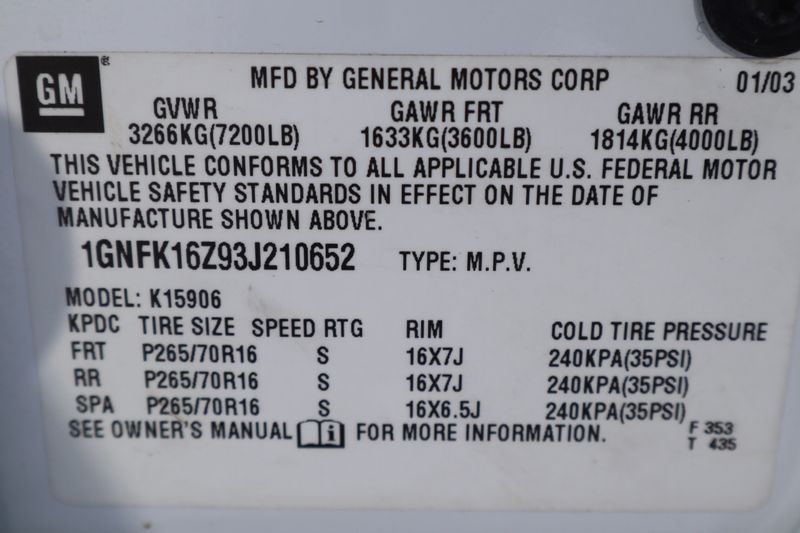 GM®
MFD BY GENERAL MOTORS CORP 01/03
GVWR GAWR FRT GAWR RR
3266KG(7200LB) 1633KG(3600LB) 1814KG(4000LB)
THIS VEHICLE CONFORMS TO ALL APPLICABLE U.S. FEDERAL MOTOR
VEHICLE SAFETY STANDARDS IN EFFECT ON THE DATE OF
MANUFACTURE SHOWN ABOVE.
1GNFK16Z93J210652 TYPE: M.P.V.
MODEL: K15906
KPDC TIRE SIZE SPEED RTG RIM COLD TIRE PRESSURE
FRT P265/70R16 S 16X7J 240KPA(35PSI)
RR P265/70R16 S 16X7J 240KPA(35PSI)
SPA P265/70R16 S 16X6.5J 240KPA(35PSI)
SEE OWNER'S MANUAL i FOR MORE INFORMATION. F 353
T 435